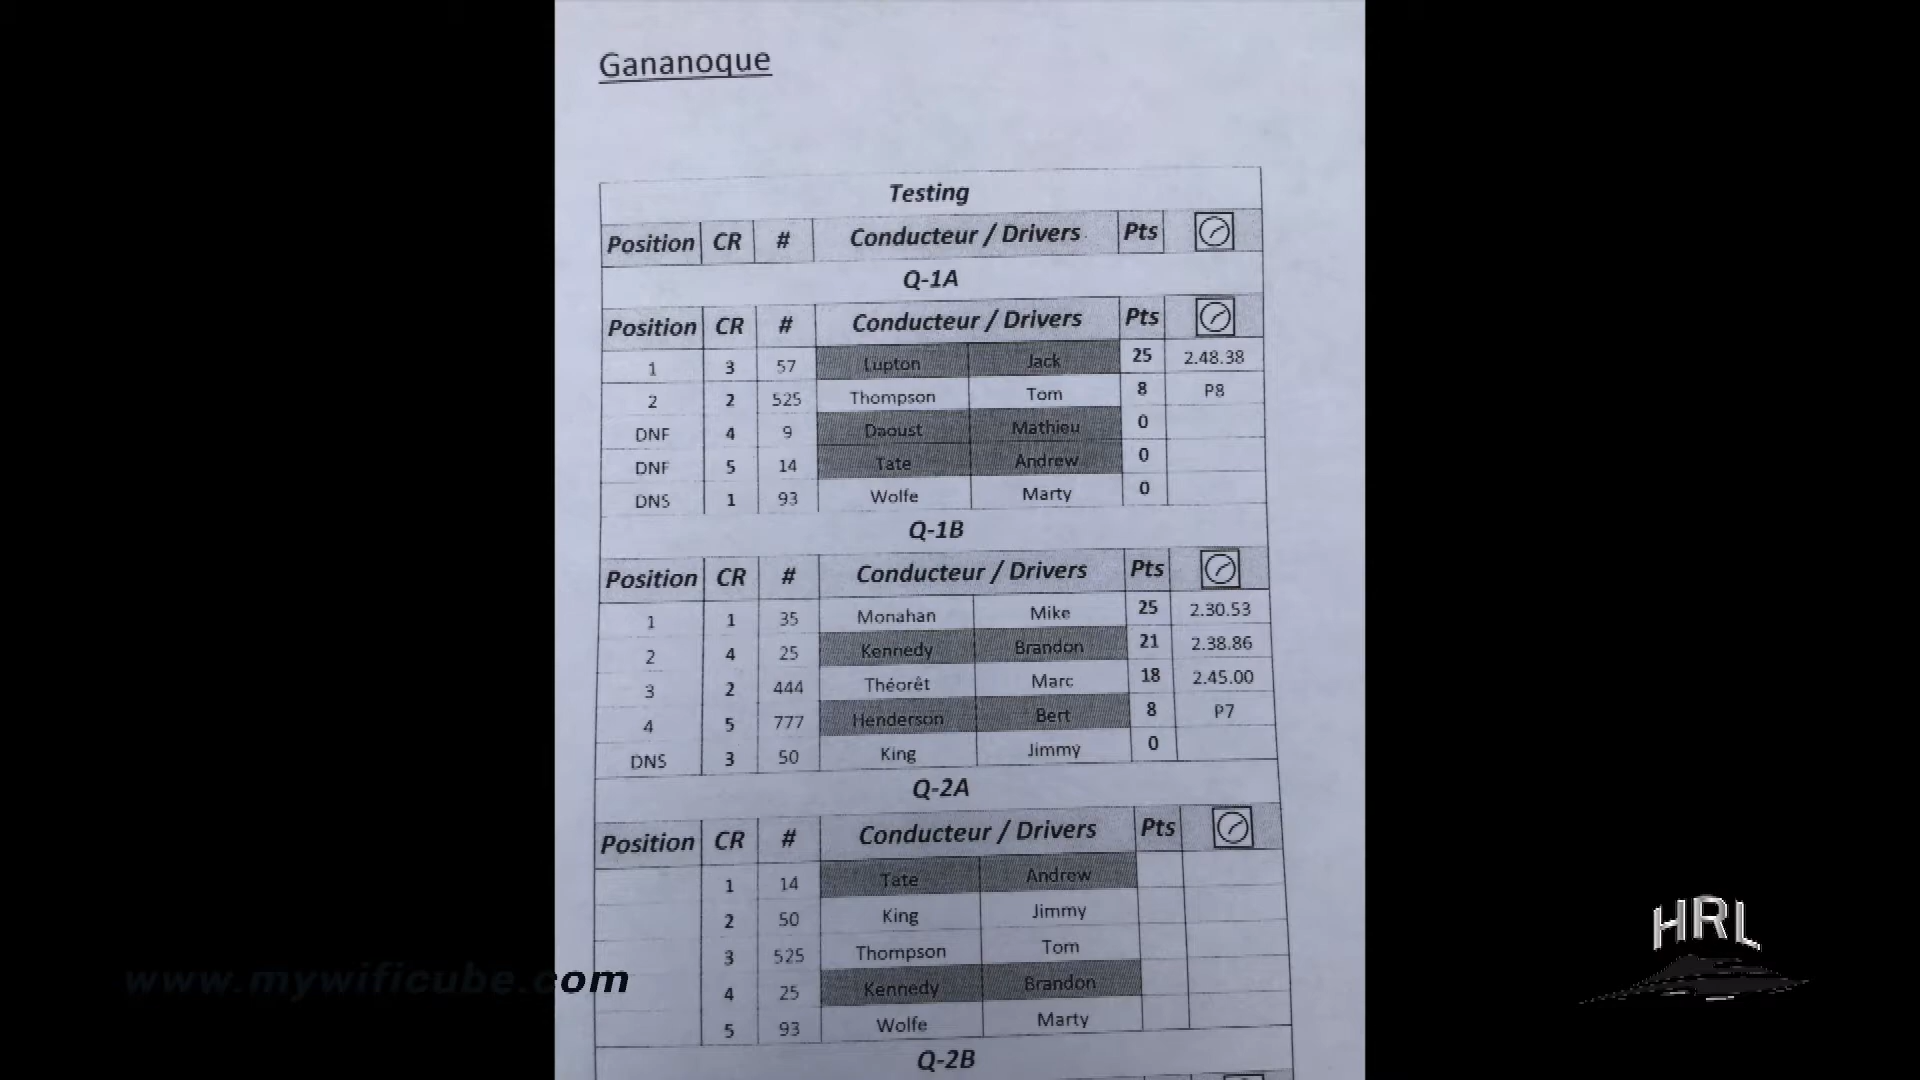 Gananoque
Testing
Position CR # Conducteur / Drivers Pts
Q-1A
Position CR # Conducteur / Drivers Pts
1 3 57 Lupton Jack 25 2.48.38
2 2 525 Thompson Tom 8 P8
DNF 4 9 Daoust Mathieu 0
DNF 5 14 Tate Andrew 0
DNS 1 93 Wolfe Marty 0
Q-1B
Position CR # Conducteur / Drivers Pts
1 1 35 Monahan Mike 25 2.30.53
2 4 25 Kennedy Brandon 21 2.38.86
3 2 444 Théorêt Marc 18 2.45.00
4 5 777 Henderson Bert 8 P7
DNS 3 50 King Jimmy 0
Q-2A
Position CR # Conducteur / Drivers Pts
1 14 Tate Andrew
2 50 King Jimmy
3 525 Thompson Tom
4 25 Kennedy Brandon
5 93 Wolfe Marty
Q-2B
www.mywificube.com
HRL